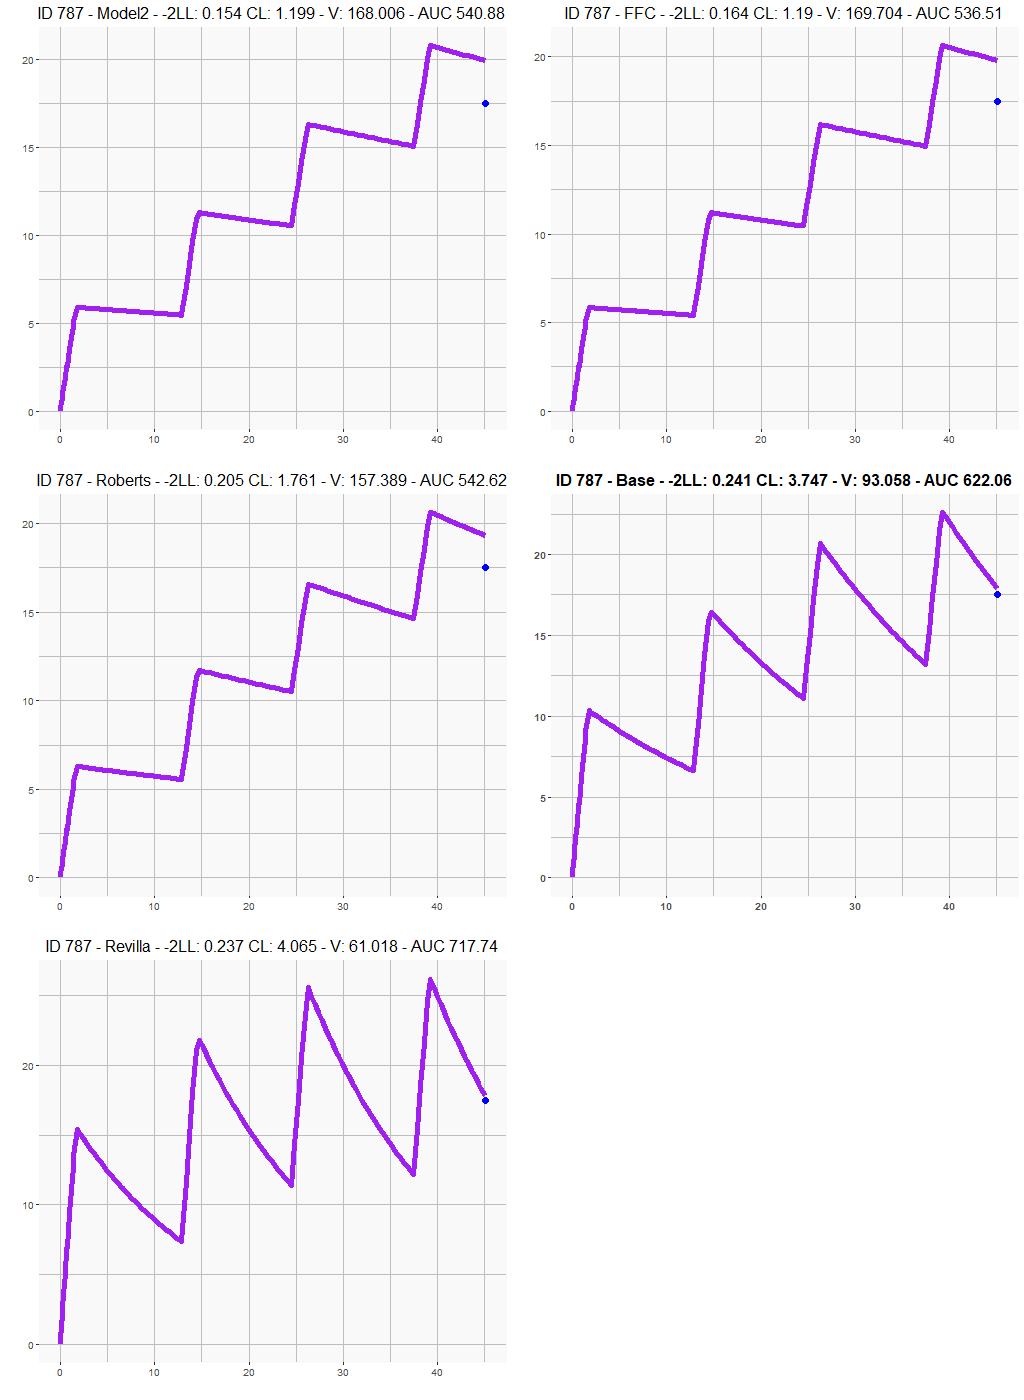 ID 787 - Model2 - -2LL: 0.154 CL: 1.199 - V: 168.006 - AUC 540.88
20
15
10
5
0
0 10 20 30 40
ID 787 - FFC - -2LL: 0.164 CL: 1.19 - V: 169.704 - AUC 536.51
20
15
10
5
0
0 10 20 30 40
ID 787 - Roberts - -2LL: 0.205 CL: 1.761 - V: 157.389 - AUC 542.62
20
15
10
5
0
0 10 20 30 40
ID 787 - Base - -2LL: 0.241 CL: 3.747 - V: 93.058 - AUC 622.06
20
15
10
5
0
0 10 20 30 40
ID 787 - Revilla - -2LL: 0.237 CL: 4.065 - V: 61.018 - AUC 717.74
20
10
0
0 10 20 30 40